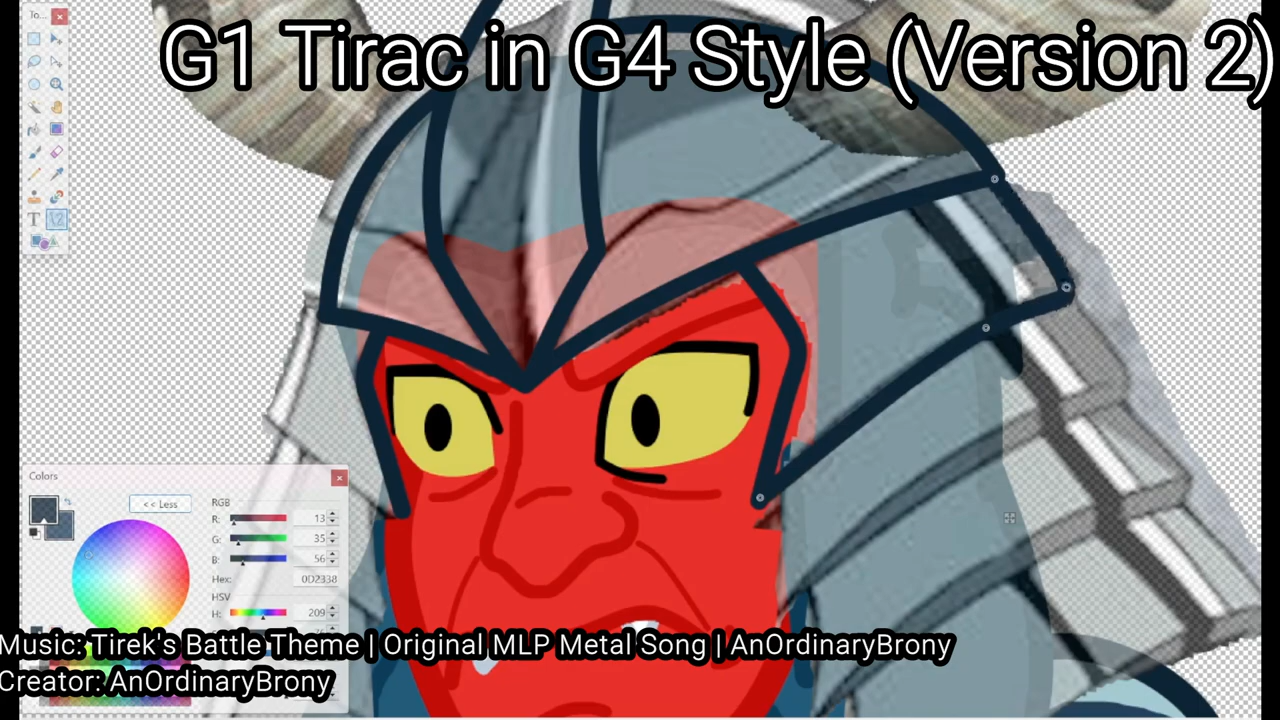 To...
G1 Tirac in G4 Style (Version 2)
Colors
<< Less
RGB
R: 13
G: 35
B: 56
Hex: 0D2338
HSV
H: 209
Music: Tirek's Battle Theme | Original MLP Metal Song | AnOrdinaryBrony
Creator: AnOrdinaryBrony